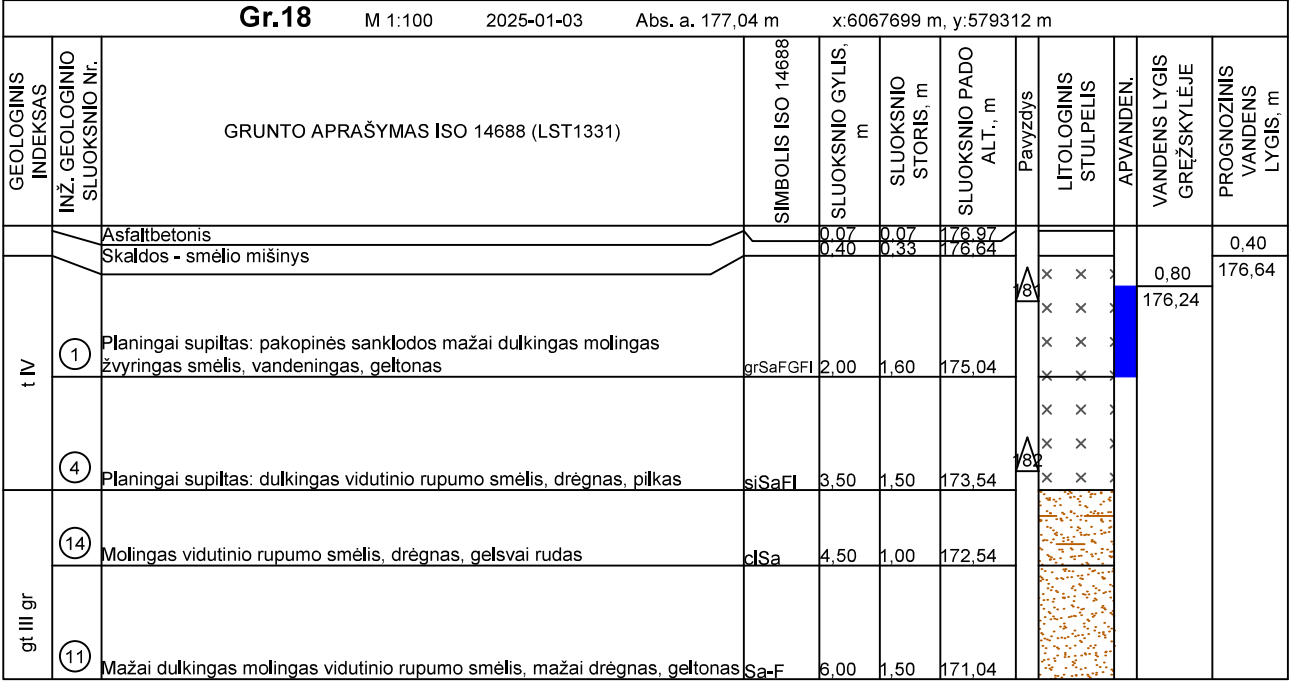 Gr.18 M 1:100 2025-01-03 Abs. a. 177,04 m x:6067699 m, y:579312 m
GEOLOGINIS
INDEKSAS
INŽ. GEOLOGINIO
SLUOKSNIO Nr.
GRUNTO APRAŠYMAS ISO 14688 (LST1331)
SIMBOLIS ISO 14688
SLUOKSNIO GYLIS,
m
SLUOKSNIO
STORIS, m
SLUOKSNIO PADO
ALT., m
Pavyzdys
LITOLOGINIS
STULPELIS
APVANDEN.
VANDENS LYGIS
GRĘŽSKYLĖJE
PROGNOZINIS
VANDENS
LYGIS, m
Asfaltbetonis 0,07 0,07 176,97
Skaldos - smėlio mišinys 0,40 0,33 176,64
0,40
176,64
0,80
176,24
181
t IV
1
Planingai supiltas: pakopinės sanklodos mažai dulkingas molingas
žvyringas smėlis, vandeningas, geltonas grSaFGFl 2,00 1,60 175,04
182
4 Planingai supiltas: dulkingas vidutinio rupumo smėlis, drėgnas, pilkas siSaFl 3,50 1,50 173,54
gt III gr
14 Molingas vidutinio rupumo smėlis, drėgnas, gelsvai rudas clSa 4,50 1,00 172,54
11 Mažai dulkingas molingas vidutinio rupumo smėlis, mažai drėgnas, geltonas Sa-F 6,00 1,50 171,04